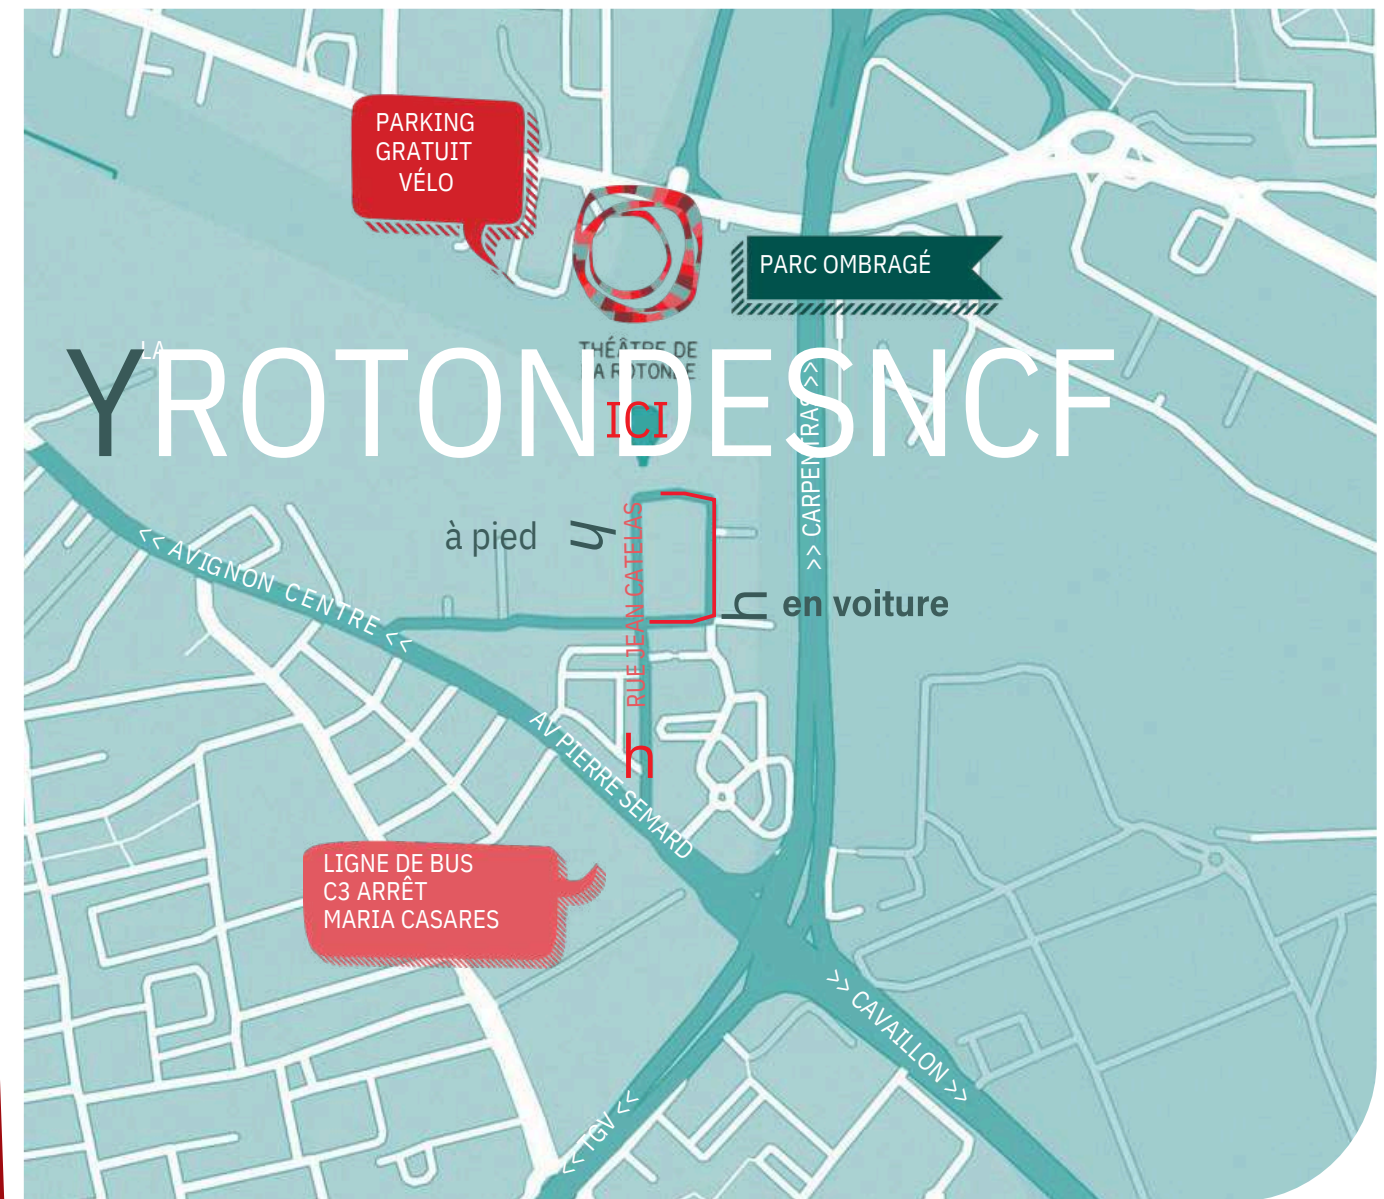 PARKING
GRATUIT
VÉLO
PARC OMBRAGÉ
THÉÂTRE DE
LA ROTONDE
LA
YROTONDESNCF
ICI
>> CARPENTRAS >>
à pied
y
RUE JEAN CATELAS
h
en voiture
<< AVIGNON CENTRE <<
AV PIERRE SEMARD
h
LIGNE DE BUS
C3 ARRÊT
MARIA CASARES
>> CAVAILLON >>
<< TGV <<